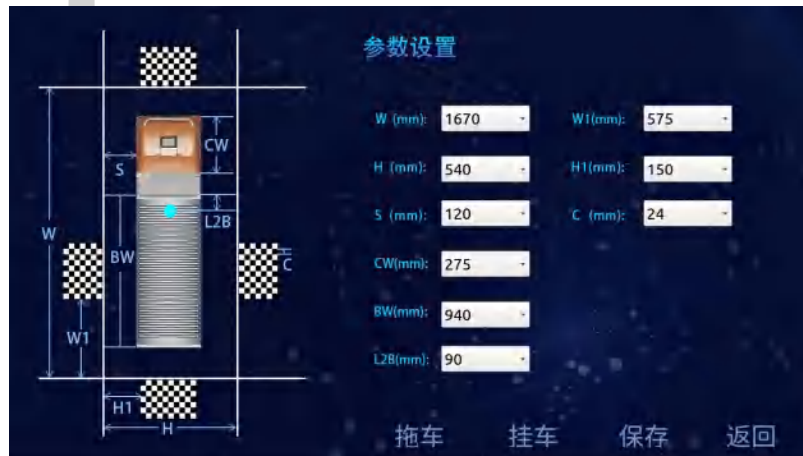 参数设置
W (mm): 1670
W1(mm): 575
H (mm): 540
H1(mm): 150
S (mm): 120
C (mm): 24
CW(mm): 275
BW(mm): 940
L2B(mm): 90
CW
S
L2B
W
BW
C
W1
H1
H
拖车 挂车 保存 返回